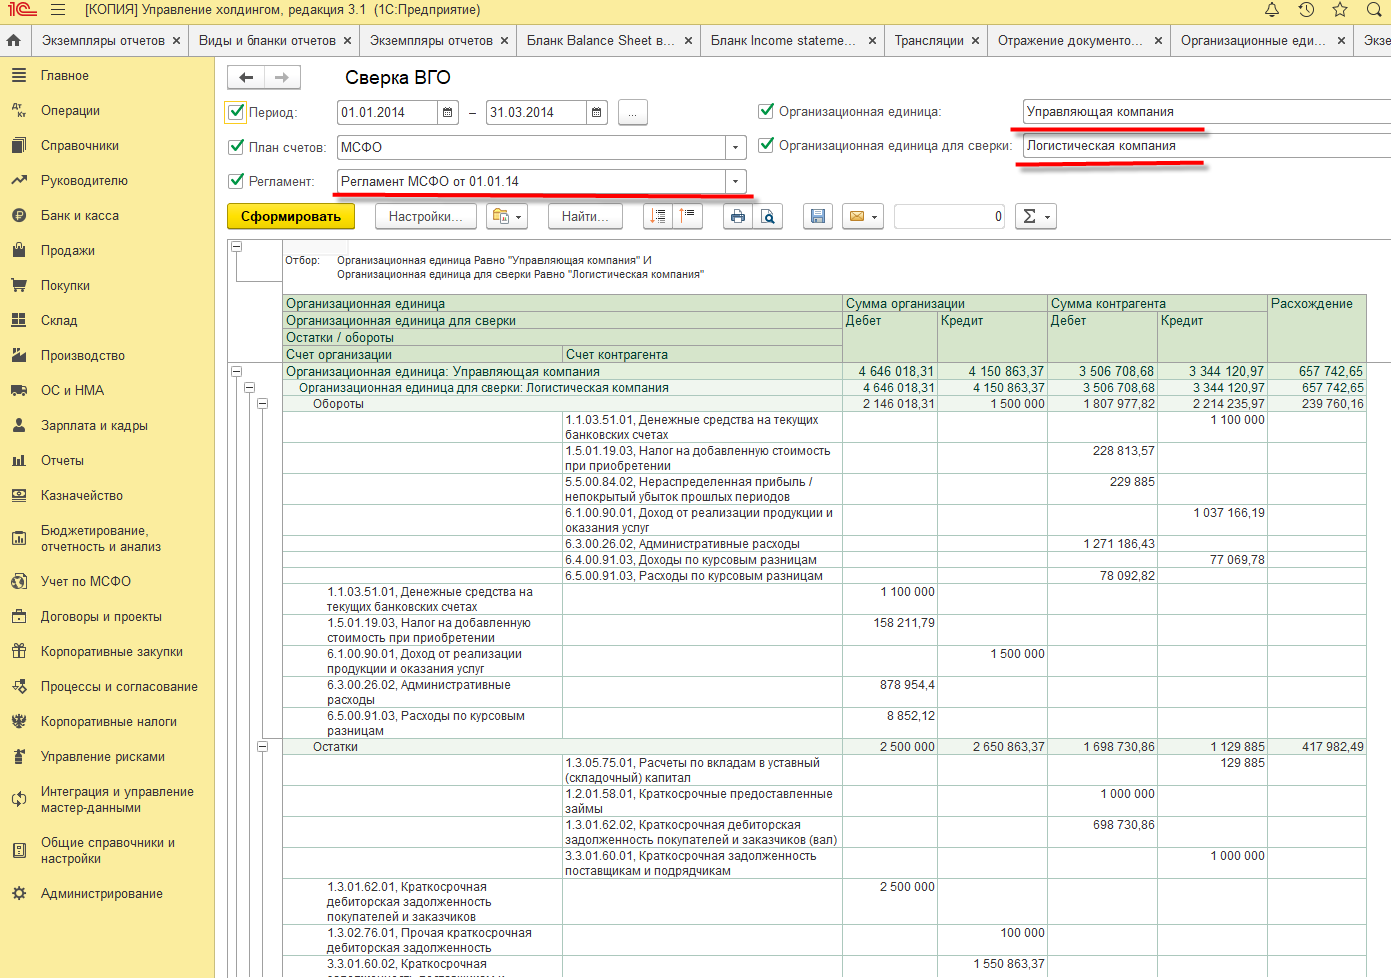 [КОПИЯ] Управление холдингом, редакция 3.1 (1С:Предприятие)
Экземпляры отчетов × Виды и бланки отчетов × Экземпляры отчетов × Бланк Balance Sheet в... × Бланк Income stateme... × Трансляции × Отражение документо... × Организационные еди... × Экзе
Главное
Операции
Справочники
Руководителю
Банк и касса
Продажи
Покупки
Склад
Производство
ОС и НМА
Зарплата и кадры
Отчеты
Казначейство
Бюджетирование,
отчетность и анализ
Учет по МСФО
Договоры и проекты
Корпоративные закупки
Процессы и согласование
Корпоративные налоги
Управление рисками
Интеграция и управление
мастер-данными
Общие справочники и
настройки
Администрирование
Сверка ВГО
Период: 01.01.2014 – 31.03.2014 ... Организационная единица: Управляющая компания
План счетов: МСФО Организационная единица для сверки: Логистическая компания
Регламент: Регламент МСФО от 01.01.14
Сформировать Настройки... Найти... 0 Σ
Отбор: Организационная единица Равно "Управляющая компания" И
Организационная единица для сверки Равно "Логистическая компания"
Организационная единица Сумма организации Сумма контрагента Расхождение
Организационная единица для сверки Дебет Кредит Дебет Кредит
Остатки / обороты
Счет организации Счет контрагента
Организационная единица: Управляющая компания 4 646 018,31 4 150 863,37 3 506 708,68 3 344 120,97 657 742,65
Организационная единица для сверки: Логистическая компания 4 646 018,31 4 150 863,37 3 506 708,68 3 344 120,97 657 742,65
Обороты 2 146 018,31 1 500 000 1 807 977,82 2 214 235,97 239 760,16
1.1.03.51.01, Денежные средства на текущих 1 100 000
банковских счетах
1.5.01.19.03, Налог на добавленную стоимость 228 813,57
при приобретении
5.5.00.84.02, Нераспределенная прибыль / 229 885
непокрытый убыток прошлых периодов
6.1.00.90.01, Доход от реализации продукции и 1 037 166,19
оказания услуг
6.3.00.26.02, Административные расходы 1 271 186,43
6.4.00.91.03, Доходы по курсовым разницам 77 069,78
6.5.00.91.03, Расходы по курсовым разницам 78 092,82
1.1.03.51.01, Денежные средства на 1 100 000
текущих банковских счетах
1.5.01.19.03, Налог на добавленную 158 211,79
стоимость при приобретении
6.1.00.90.01, Доход от реализации 1 500 000
продукции и оказания услуг
6.3.00.26.02, Административные 878 954,4
расходы
6.5.00.91.03, Расходы по курсовым 8 852,12
разницам
Остатки 2 500 000 2 650 863,37 1 698 730,86 1 129 885 417 982,49
1.3.05.75.01, Расчеты по вкладам в уставный 129 885
(складочный) капитал
1.2.01.58.01, Краткосрочные предоставленные 1 000 000
займы
1.3.01.62.02, Краткосрочная дебиторская 698 730,86
задолженность покупателей и заказчиков (вал)
3.3.01.60.01, Краткосрочная задолженность 1 000 000
поставщикам и подрядчикам
1.3.01.62.01, Краткосрочная 2 500 000
дебиторская задолженность
покупателей и заказчиков
1.3.02.76.01, Прочая краткосрочная 100 000
дебиторская задолженность
3.3.01.60.02, Краткосрочная 1 550 863,37